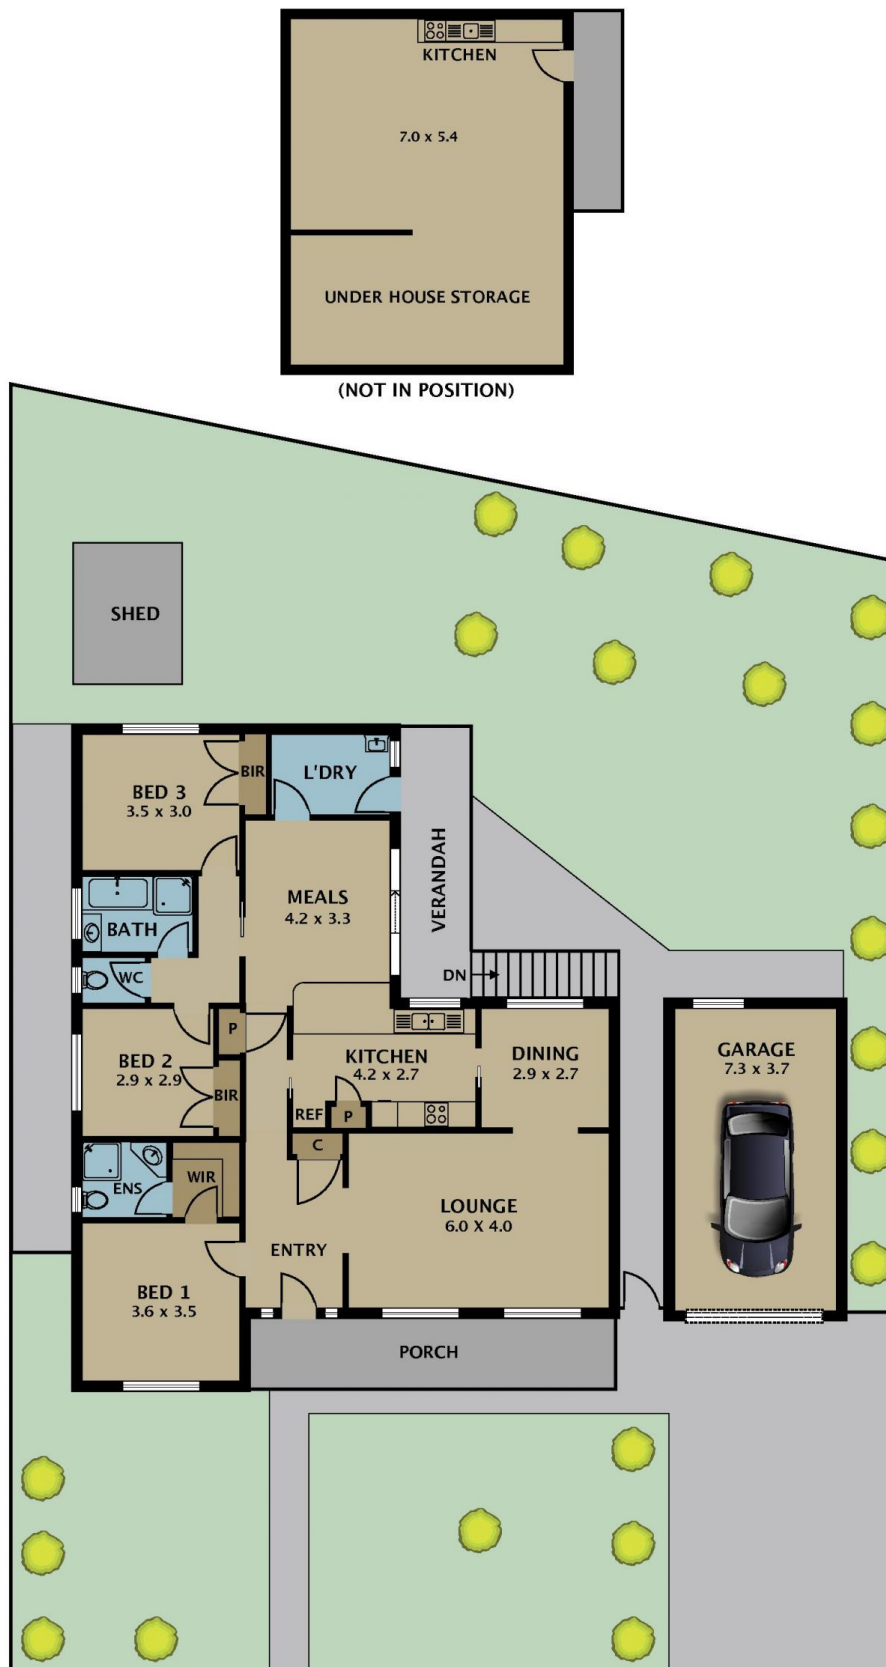 KITCHEN
7.0 x 5.4
UNDER HOUSE STORAGE
(NOT IN POSITION)
SHED
BED 3
3.5 x 3.0
BIR
L'DRY
MEALS
4.2 x 3.3
VERANDAH
BATH
WC
DN
P
BED 2
2.9 x 2.9
BIR
KITCHEN
4.2 x 2.7
REF
P
DINING
2.9 x 2.7
GARAGE
7.3 x 3.7
C
ENS
WIR
LOUNGE
6.0 X 4.0
ENTRY
BED 1
3.6 x 3.5
PORCH